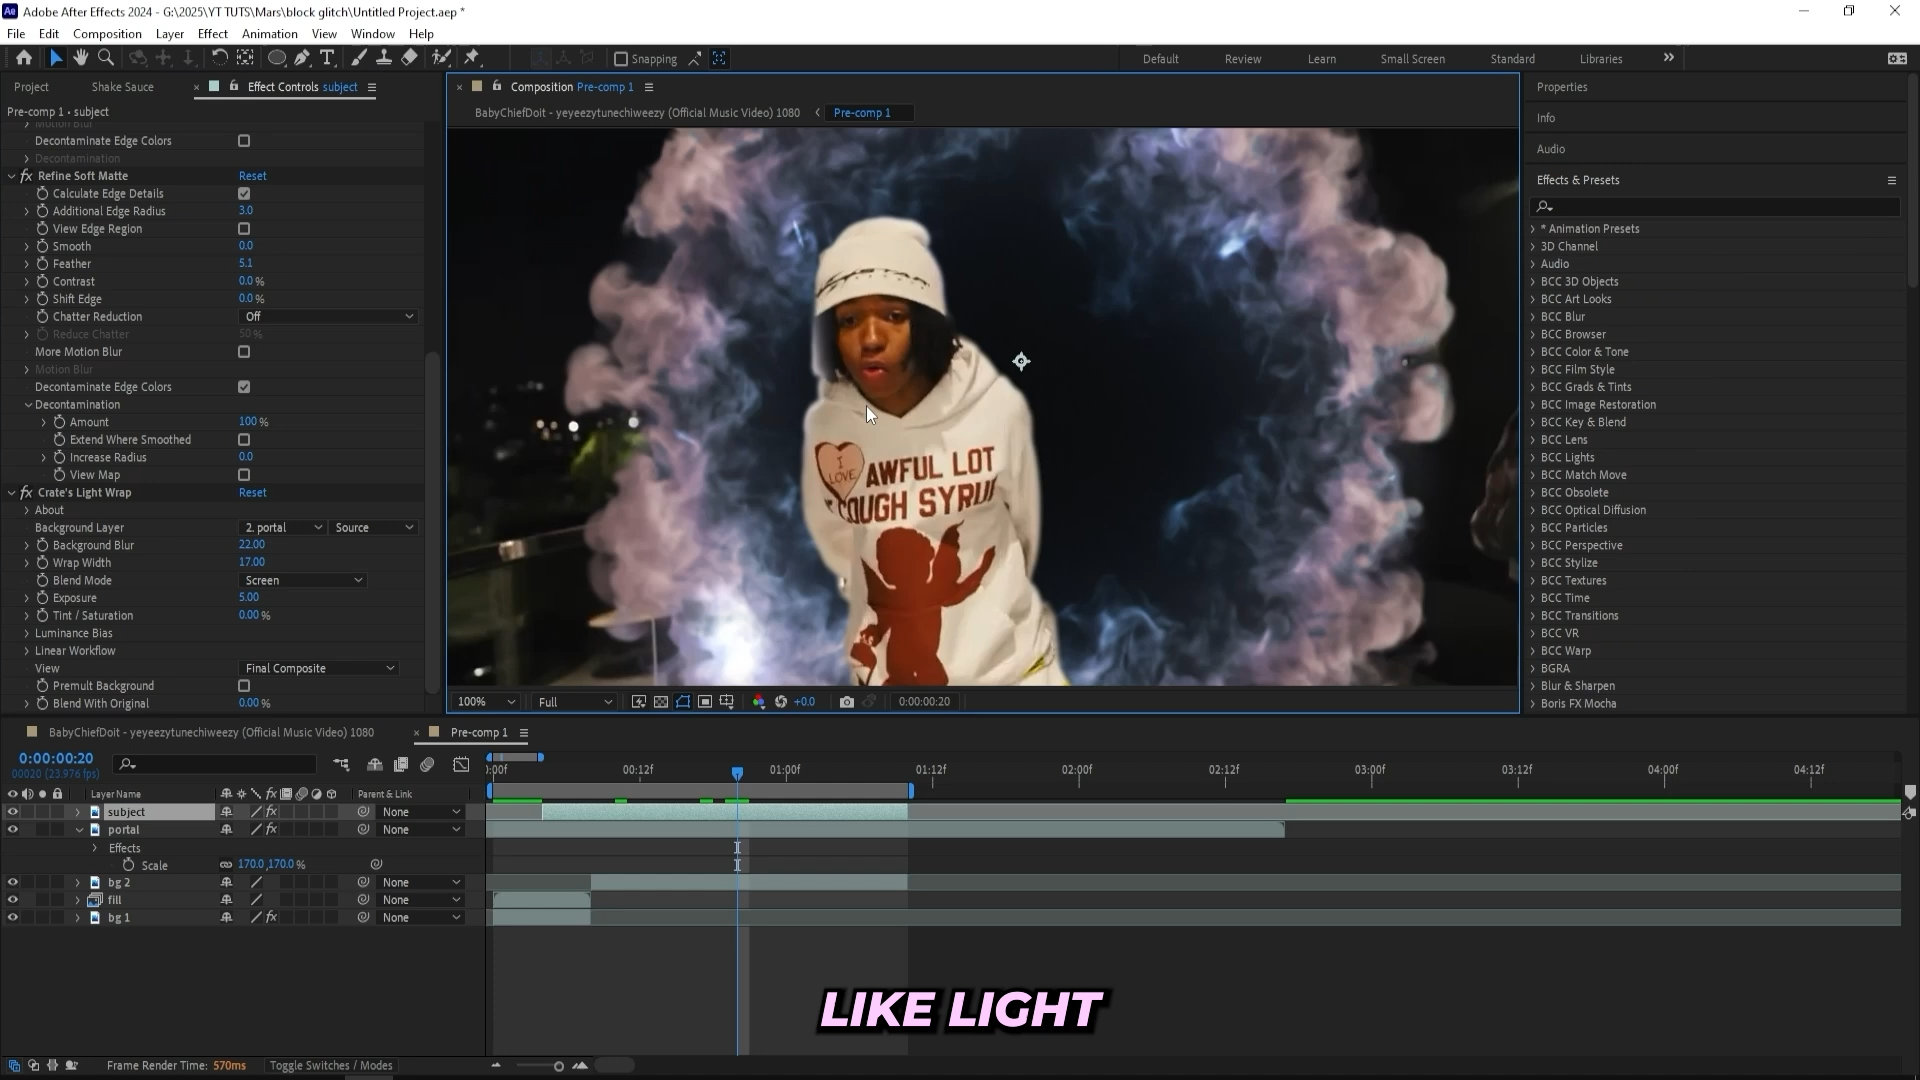 Ae Adobe After Effects 2024 - G:\2025\YT TUTS\Mars\block glitch\Untitled Project.aep *
File Edit Composition Layer Effect Animation View Window Help
Snapping
Default Review Learn Small Screen Standard Libraries
Project Shake Sauce Effect Controls subject
Pre-comp 1 • subject
Motion Blur
Decontaminate Edge Colors
Decontamination
fx Refine Soft Matte Reset
Calculate Edge Details
Additional Edge Radius 3.0
View Edge Region
Smooth 0.0
Feather 5.1
Contrast 0.0 %
Shift Edge 0.0 %
Chatter Reduction Off
Reduce Chatter 50 %
More Motion Blur
Motion Blur
Decontaminate Edge Colors
Decontamination
Amount 100 %
Extend Where Smoothed
Increase Radius 0.0
View Map
fx Crate's Light Wrap Reset
About
Background Layer 2. portal Source
Background Blur 22.00
Wrap Width 17.00
Blend Mode Screen
Exposure 5.00
Tint / Saturation 0.00 %
Luminance Bias
Linear Workflow
View Final Composite
Premult Background
Blend With Original 0.00 %
Composition Pre-comp 1
BabyChiefDoit - yeyeezytunechiweezy (Official Music Video) 1080 Pre-comp 1
I LOVE
AWFUL LOT
COUGH SYRUP
100% Full +0.0 0:00:00:20
Properties
Info
Audio
Effects & Presets
* Animation Presets
3D Channel
Audio
BCC 3D Objects
BCC Art Looks
BCC Blur
BCC Browser
BCC Color & Tone
BCC Film Style
BCC Grads & Tints
BCC Image Restoration
BCC Key & Blend
BCC Lens
BCC Lights
BCC Match Move
BCC Obsolete
BCC Optical Diffusion
BCC Particles
BCC Perspective
BCC Stylize
BCC Textures
BCC Time
BCC Transitions
BCC VR
BCC Warp
BGRA
Blur & Sharpen
Boris FX Mocha
BabyChiefDoit - yeyeezytunechiweezy (Official Music Video) 1080 Pre-comp 1
0:00:00:20
00020 (23.976 fps)
:00f 00:12f 01:00f 01:12f 02:00f 02:12f 03:00f 03:12f 04:00f 04:12f
Layer Name Parent & Link
subject fx None
portal None
Effects
Scale 170.0,170.0 %
bg 2 None
fill None
bg 1 fx None
LIKE LIGHT
Frame Render Time: 570ms Toggle Switches / Modes